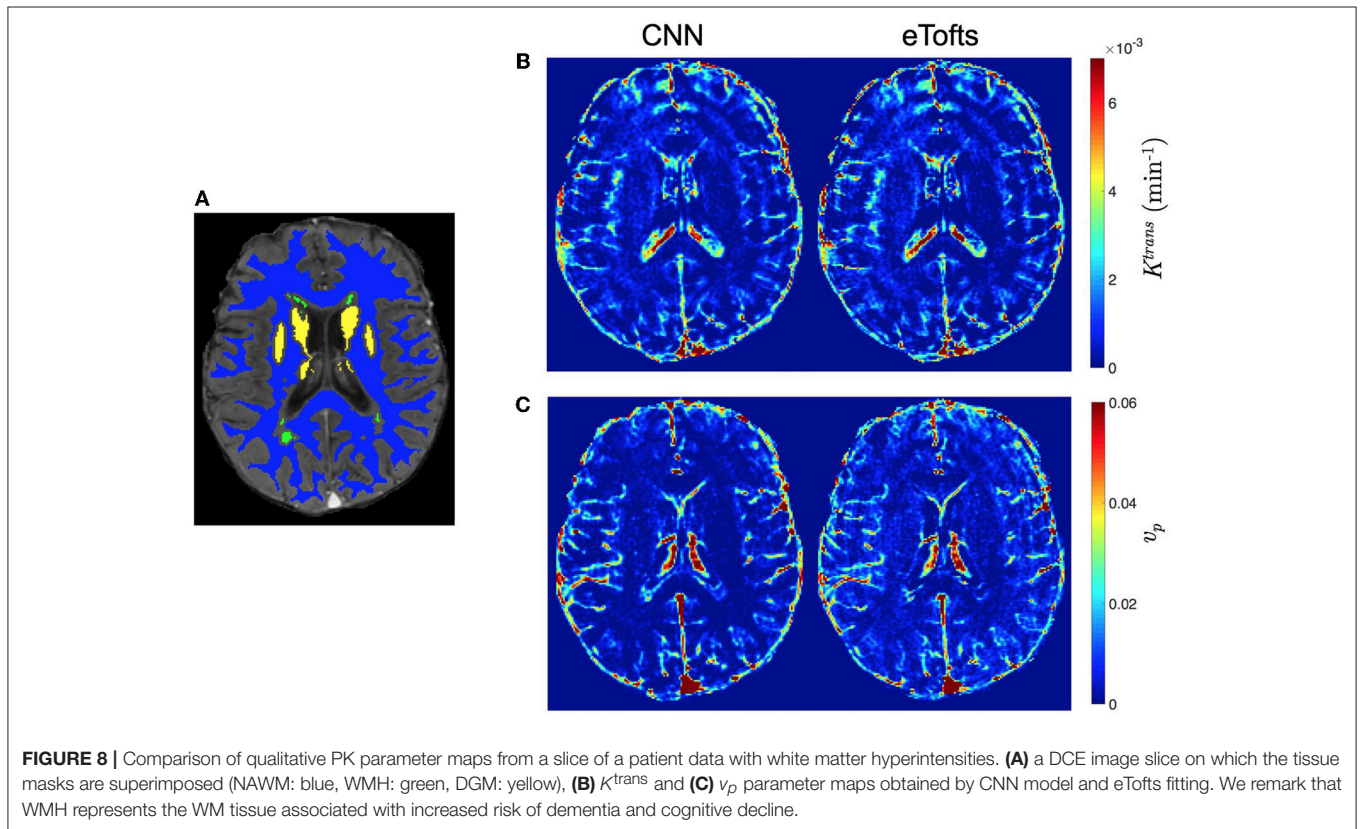 CNN
eTofts
A
B
×10⁻³
6
4
2
0
K^trans (min⁻¹)
C
0.06
0.04
0.02
0
v_p
FIGURE 8 | Comparison of qualitative PK parameter maps from a slice of a patient data with white matter hyperintensities. (A) a DCE image slice on which the tissue
masks are superimposed (NAWM: blue, WMH: green, DGM: yellow), (B) K^trans and (C) v_p parameter maps obtained by CNN model and eTofts fitting. We remark that
WMH represents the WM tissue associated with increased risk of dementia and cognitive decline.